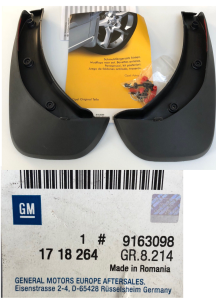 GM
1 # 9163098
17 18 264 GR.8.214
Made in Romania
GENERAL MOTORS EUROPE AFTERSALES.
Eisenstrasse 2-4, D-65428 Rüsselsheim Germany